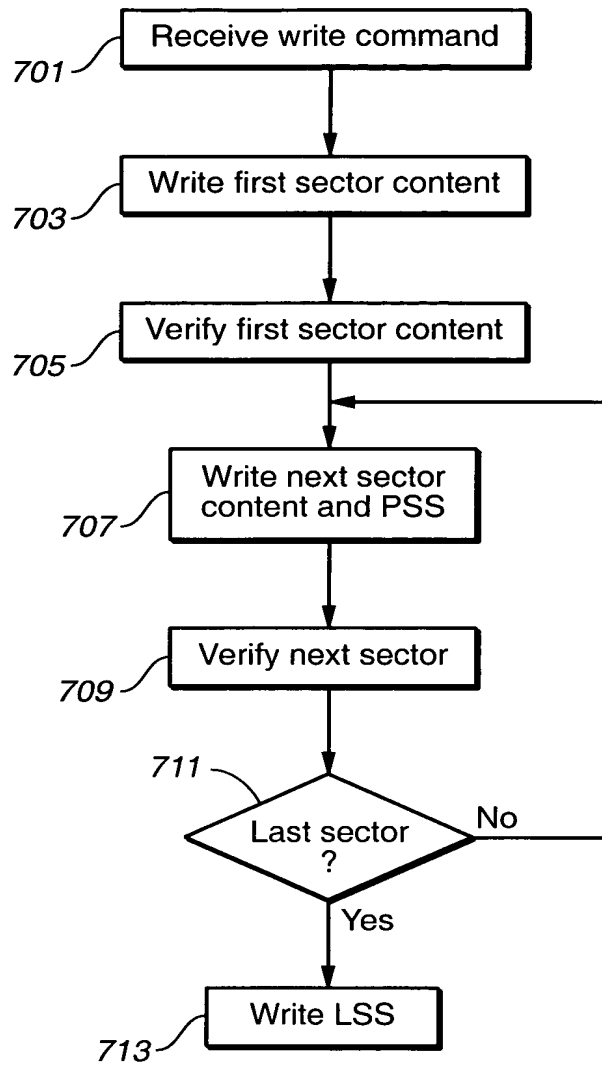 Receive write command
701
Write first sector content
703
Verify first sector content
705
Write next sector
content and PSS
707
Verify next sector
709
711
Last sector
?
No
Yes
Write LSS
713